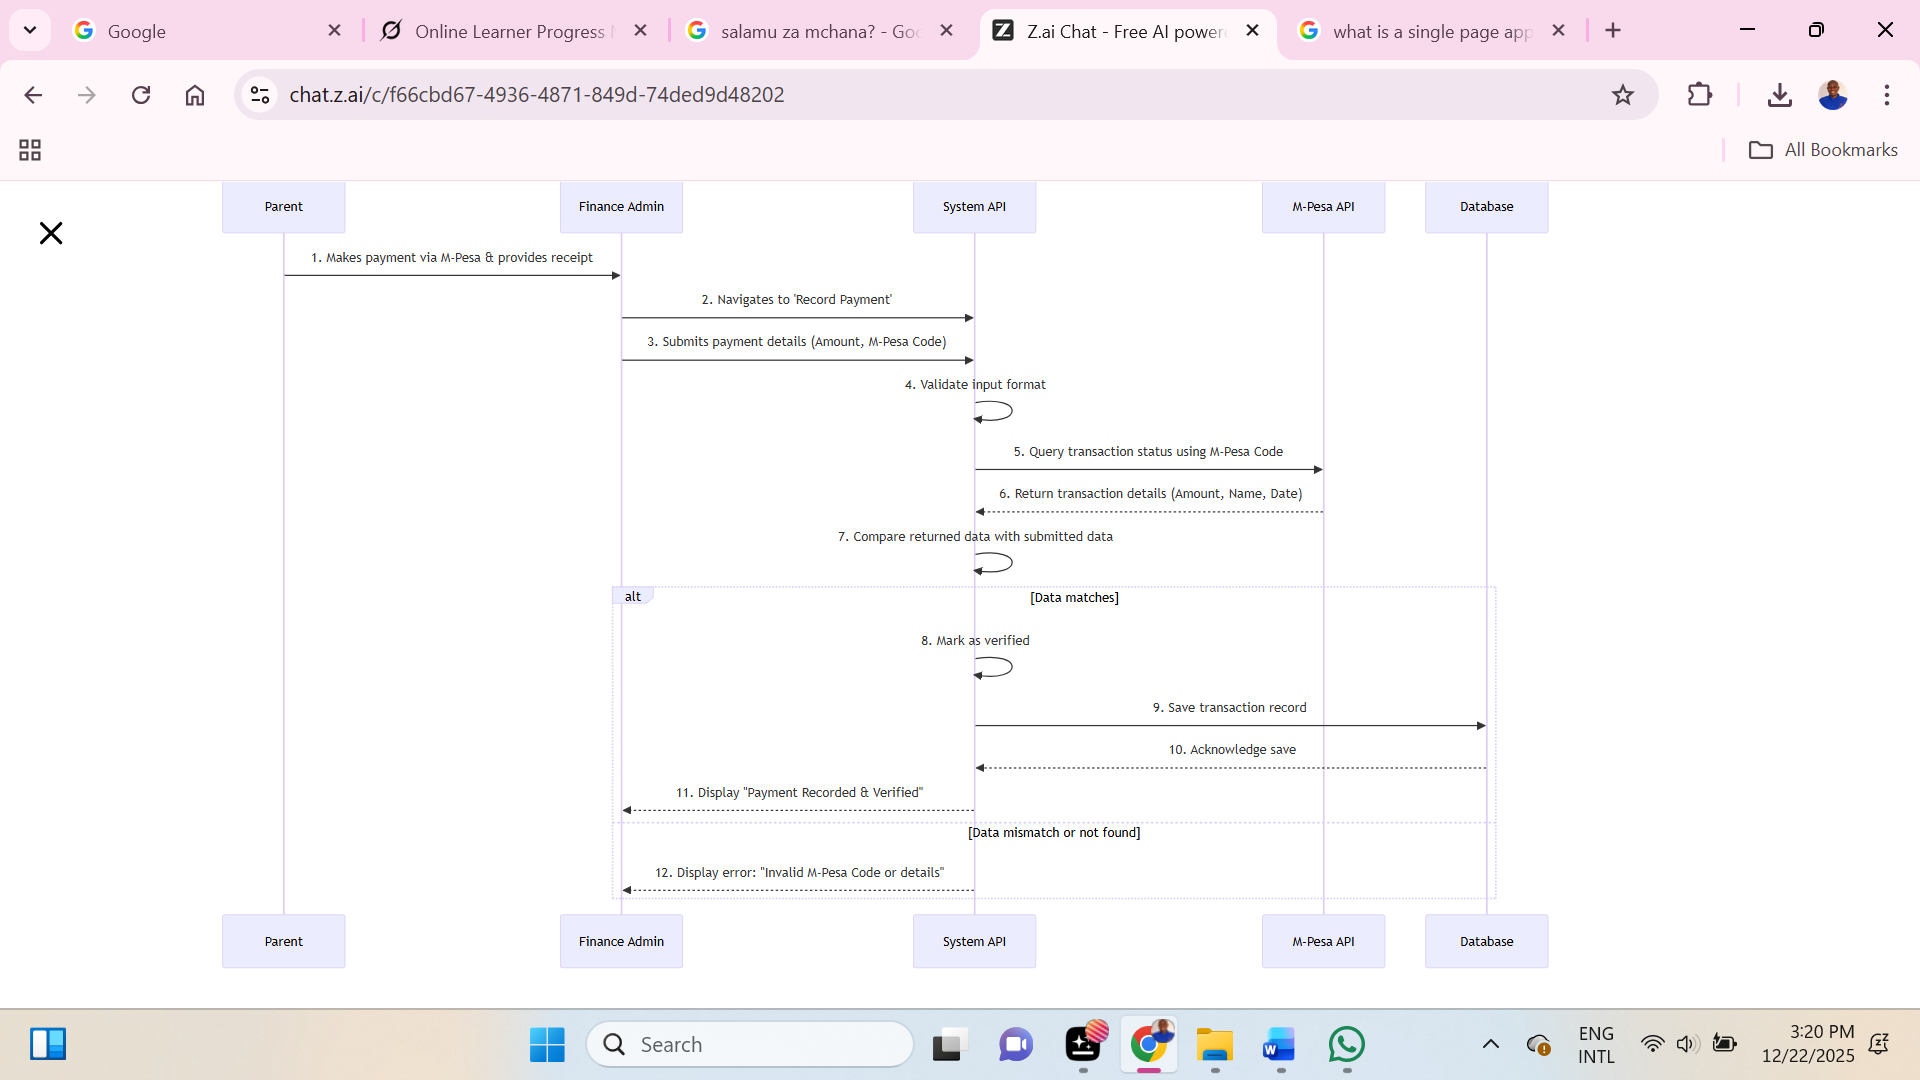 Google
Online Learner Progress
salamu za mchana? - Goo
Z.ai Chat - Free AI power
what is a single page app
chat.z.ai/c/f66cbd67-4936-4871-849d-74ded9d48202
All Bookmarks
Parent
Finance Admin
System API
M-Pesa API
Database
1. Makes payment via M-Pesa & provides receipt
2. Navigates to 'Record Payment'
3. Submits payment details (Amount, M-Pesa Code)
4. Validate input format
5. Query transaction status using M-Pesa Code
6. Return transaction details (Amount, Name, Date)
7. Compare returned data with submitted data
alt
[Data matches]
8. Mark as verified
9. Save transaction record
10. Acknowledge save
11. Display "Payment Recorded & Verified"
[Data mismatch or not found]
12. Display error: "Invalid M-Pesa Code or details"
Parent
Finance Admin
System API
M-Pesa API
Database
Search
ENG
INTL
3:20 PM
12/22/2025